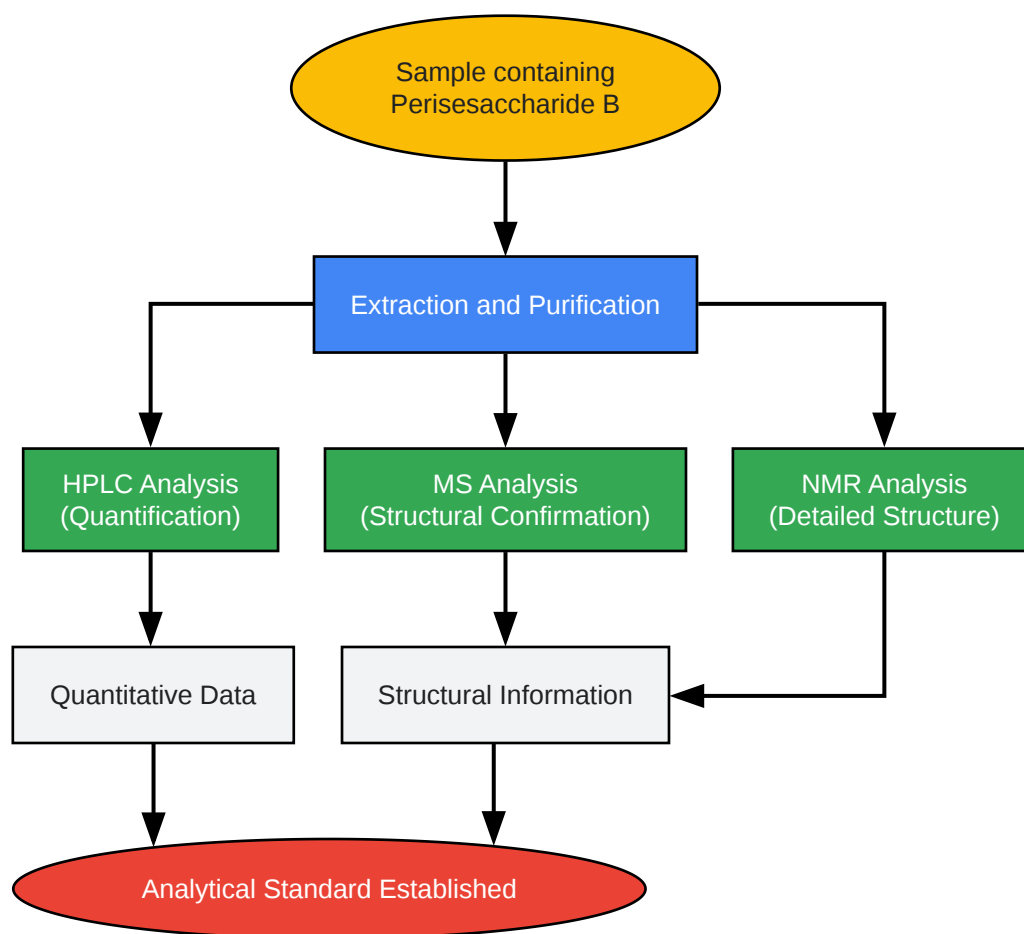 Sample containing
Perisesaccharide B
Extraction and Purification
HPLC Analysis
(Quantification)
MS Analysis
(Structural Confirmation)
NMR Analysis
(Detailed Structure)
Quantitative Data
Structural Information
Analytical Standard Established